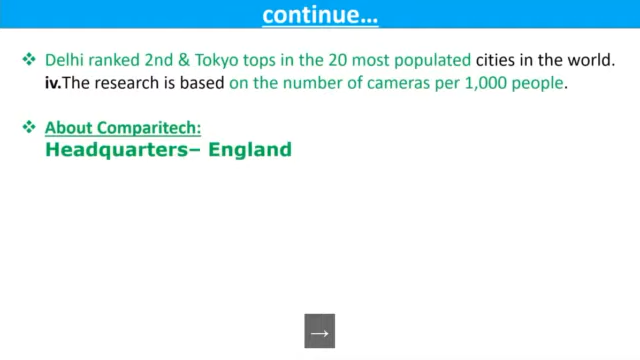 continue…
❖ Delhi ranked 2nd & Tokyo tops in the 20 most populated cities in the world.
iv.The research is based on the number of cameras per 1,000 people.
❖ About Comparitech:
Headquarters– England
→